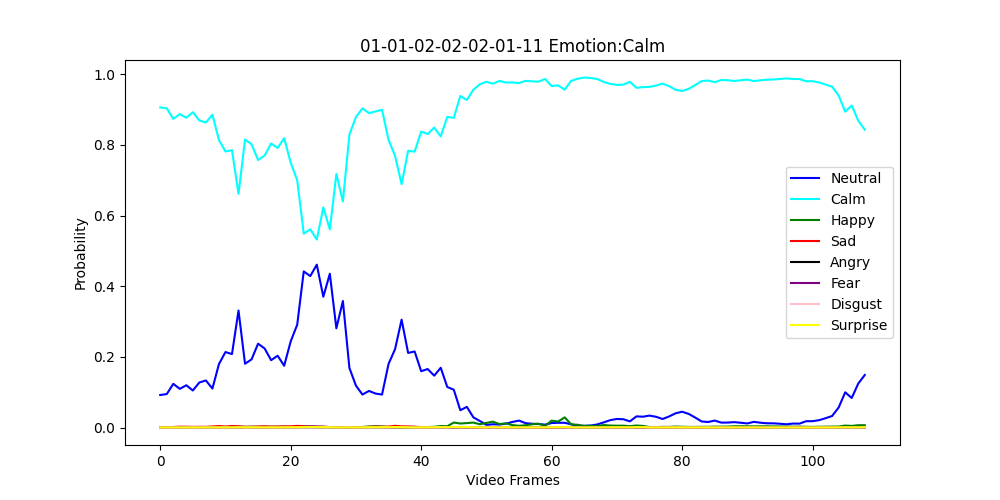 01-01-02-02-02-01-11 Emotion:Calm
1.0
0.8
0.6
0.4
0.2
0.0
Probability
0 20 40 60 80 100
Video Frames
Neutral
Calm
Happy
Sad
Angry
Fear
Disgust
Surprise